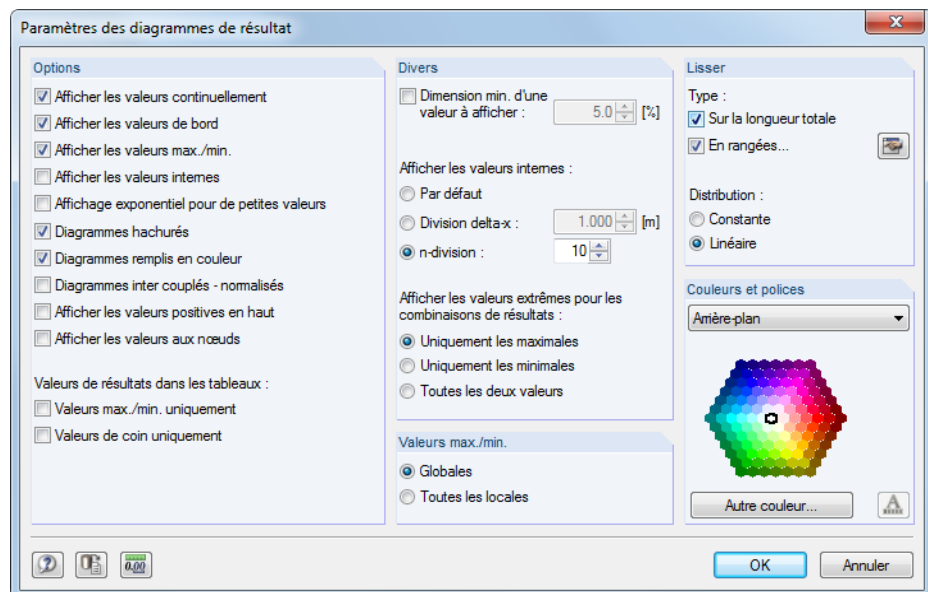 Paramètres des diagrammes de résultat
Options
Afficher les valeurs continuellement
Afficher les valeurs de bord
Afficher les valeurs max./min.
Afficher les valeurs internes
Affichage exponentiel pour de petites valeurs
Diagrammes hachurés
Diagrammes remplis en couleur
Diagrammes inter couplés - normalisés
Afficher les valeurs positives en haut
Afficher les valeurs aux nœuds
Valeurs de résultats dans les tableaux :
Valeurs max./min. uniquement
Valeurs de coin uniquement
Divers
Dimension min. d'une
valeur à afficher : 5.0 [%]
Afficher les valeurs internes :
Par défaut
Division delta-x : 1.000 [m]
n-division : 10
Afficher les valeurs extrêmes pour les
combinaisons de résultats :
Uniquement les maximales
Uniquement les minimales
Toutes les deux valeurs
Valeurs max./min.
Globales
Toutes les locales
Lisser
Type :
Sur la longueur totale
En rangées...
Distribution :
Constante
Linéaire
Couleurs et polices
Arrière-plan
Autre couleur...
A
0.00
OK
Annuler